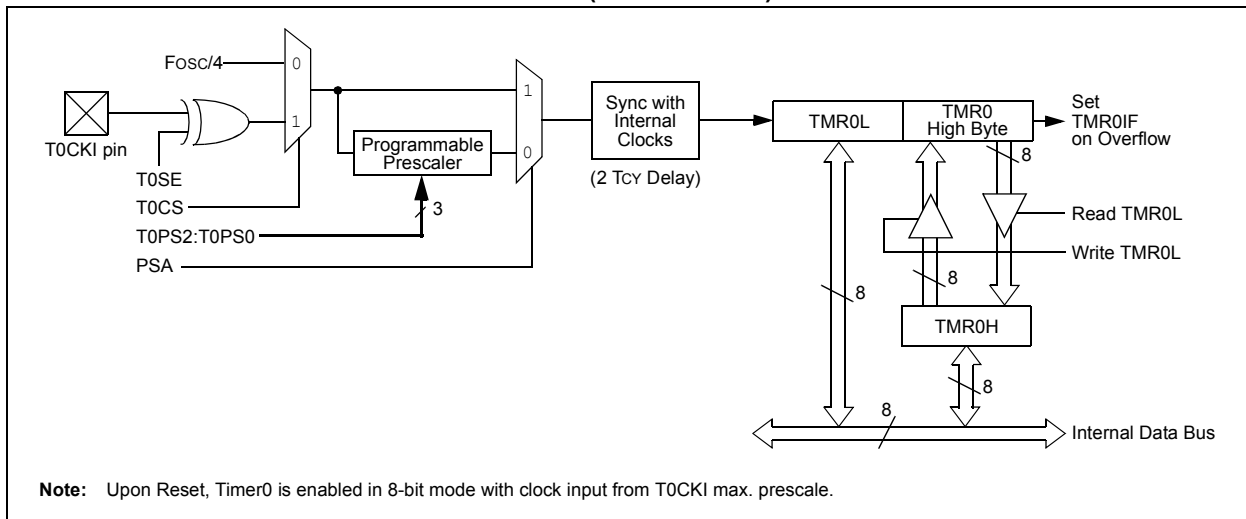 FOSC/4
0
1
T0CKI pin
T0SE
T0CS
T0PS2:T0PS0
PSA
Programmable
Prescaler
3
1
0
Sync with
Internal
Clocks
(2 TCY Delay)
TMR0L
TMR0
High Byte
Set
TMR0IF
on Overflow
8
Read TMR0L
Write TMR0L
8
8
TMR0H
8
8
Internal Data Bus
Note: Upon Reset, Timer0 is enabled in 8-bit mode with clock input from T0CKI max. prescale.